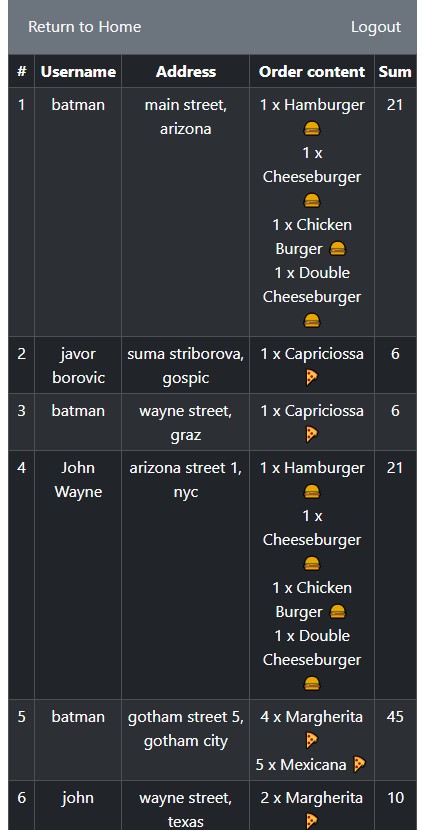 Return to Home Logout
# Username Address Order content Sum
1 batman main street, 1 x Hamburger 21
arizona 🍔
1 x
Cheeseburger
🍔
1 x Chicken
Burger 🍔
1 x Double
Cheeseburger
🍔
2 javor suma striborova, 1 x Capriciossa 6
borovic gospic 🍕
3 batman wayne street, 1 x Capriciossa 6
graz 🍕
4 John arizona street 1, 1 x Hamburger 21
Wayne nyc 🍔
1 x
Cheeseburger
🍔
1 x Chicken
Burger 🍔
1 x Double
Cheeseburger
🍔
5 batman gotham street 5, 4 x Margherita 45
gotham city 🍕
5 x Mexicana 🍕
6 john wayne street, 2 x Margherita 10
texas 🍕